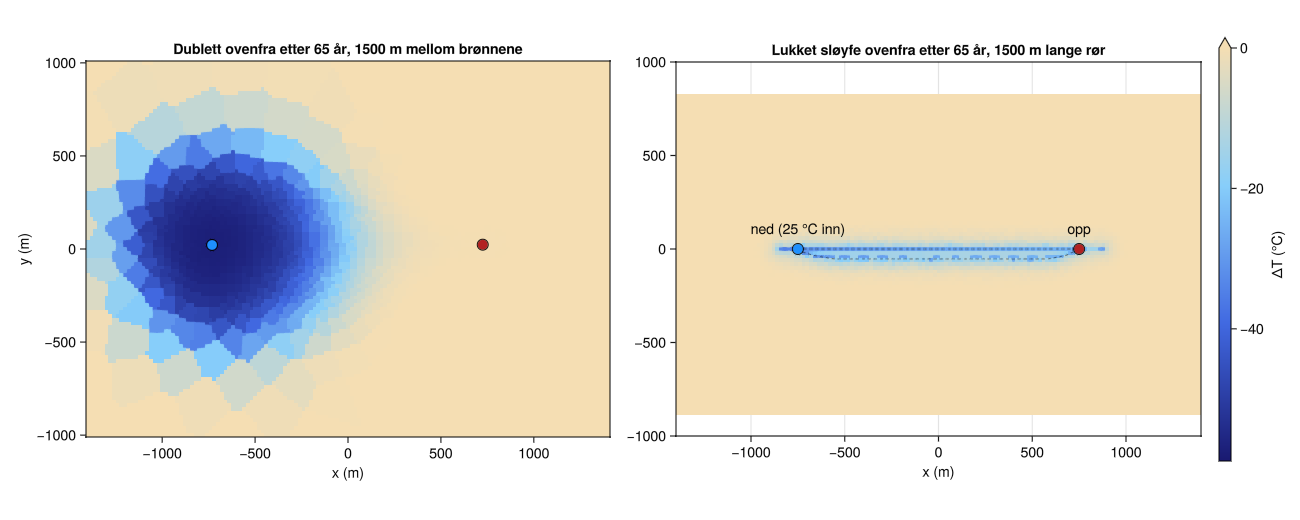 Dublett ovenfra etter 65 år, 1500 m mellom brønnene
1000
500
0
−500
−1000
y (m)
−1000
−500
0
500
1000
x (m)
Lukket sløyfe ovenfra etter 65 år, 1500 m lange rør
1000
500
0
−500
−1000
ned (25 °C inn)
opp
−1000
−500
0
500
1000
x (m)
0
−20
−40
ΔT (°C)